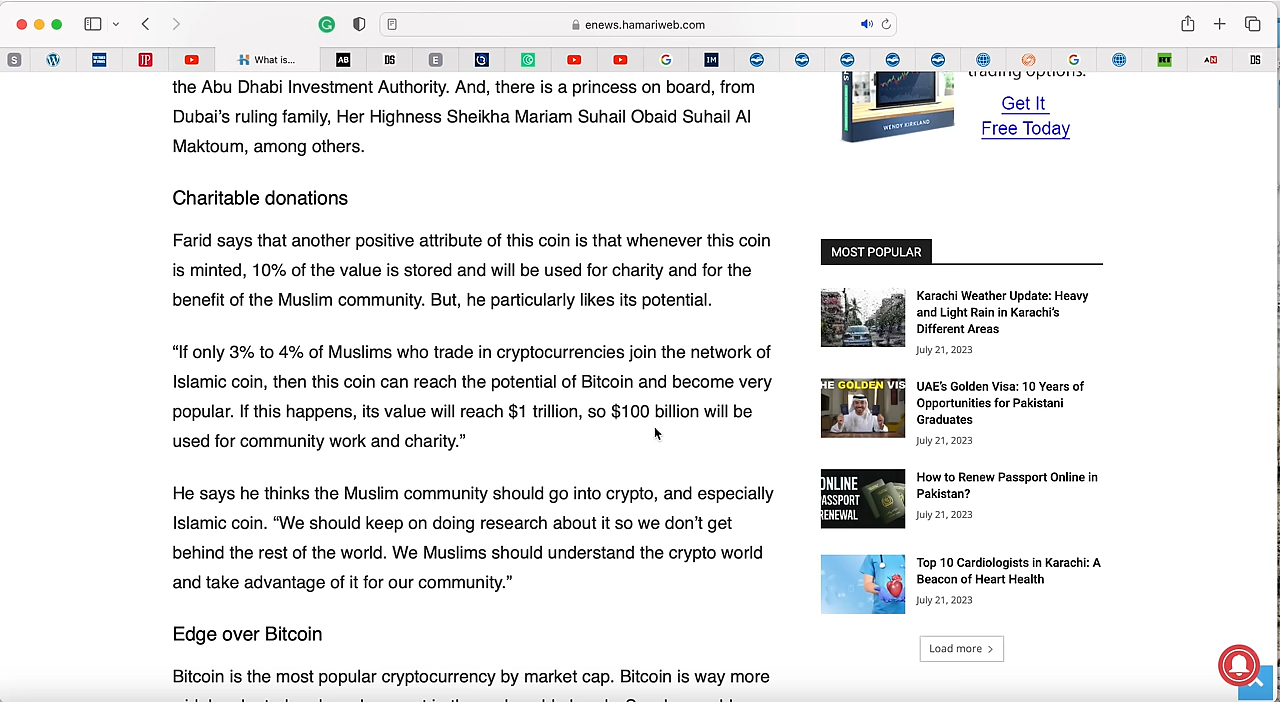 enews.hamariweb.com
S
JP
What is...
AB
DS
E
IM
RT
AN
DS
the Abu Dhabi Investment Authority. And, there is a princess on board, from
Dubai’s ruling family, Her Highness Sheikha Mariam Suhail Obaid Suhail Al
Maktoum, among others.
Charitable donations
Farid says that another positive attribute of this coin is that whenever this coin
is minted, 10% of the value is stored and will be used for charity and for the
benefit of the Muslim community. But, he particularly likes its potential.
“If only 3% to 4% of Muslims who trade in cryptocurrencies join the network of
Islamic coin, then this coin can reach the potential of Bitcoin and become very
popular. If this happens, its value will reach $1 trillion, so $100 billion will be
used for community work and charity.”
He says he thinks the Muslim community should go into crypto, and especially
Islamic coin. “We should keep on doing research about it so we don’t get
behind the rest of the world. We Muslims should understand the crypto world
and take advantage of it for our community.”
Edge over Bitcoin
Bitcoin is the most popular cryptocurrency by market cap. Bitcoin is way more
trading options.
WENDY KIRKLAND
Get It
Free Today
MOST POPULAR
Karachi Weather Update: Heavy
and Light Rain in Karachi’s
Different Areas
July 21, 2023
HE GOLDEN VIS
UAE’s Golden Visa: 10 Years of
Opportunities for Pakistani
Graduates
July 21, 2023
ONLINE
ASSPORT
RENEWAL
How to Renew Passport Online in
Pakistan?
July 21, 2023
Top 10 Cardiologists in Karachi: A
Beacon of Heart Health
July 21, 2023
Load more